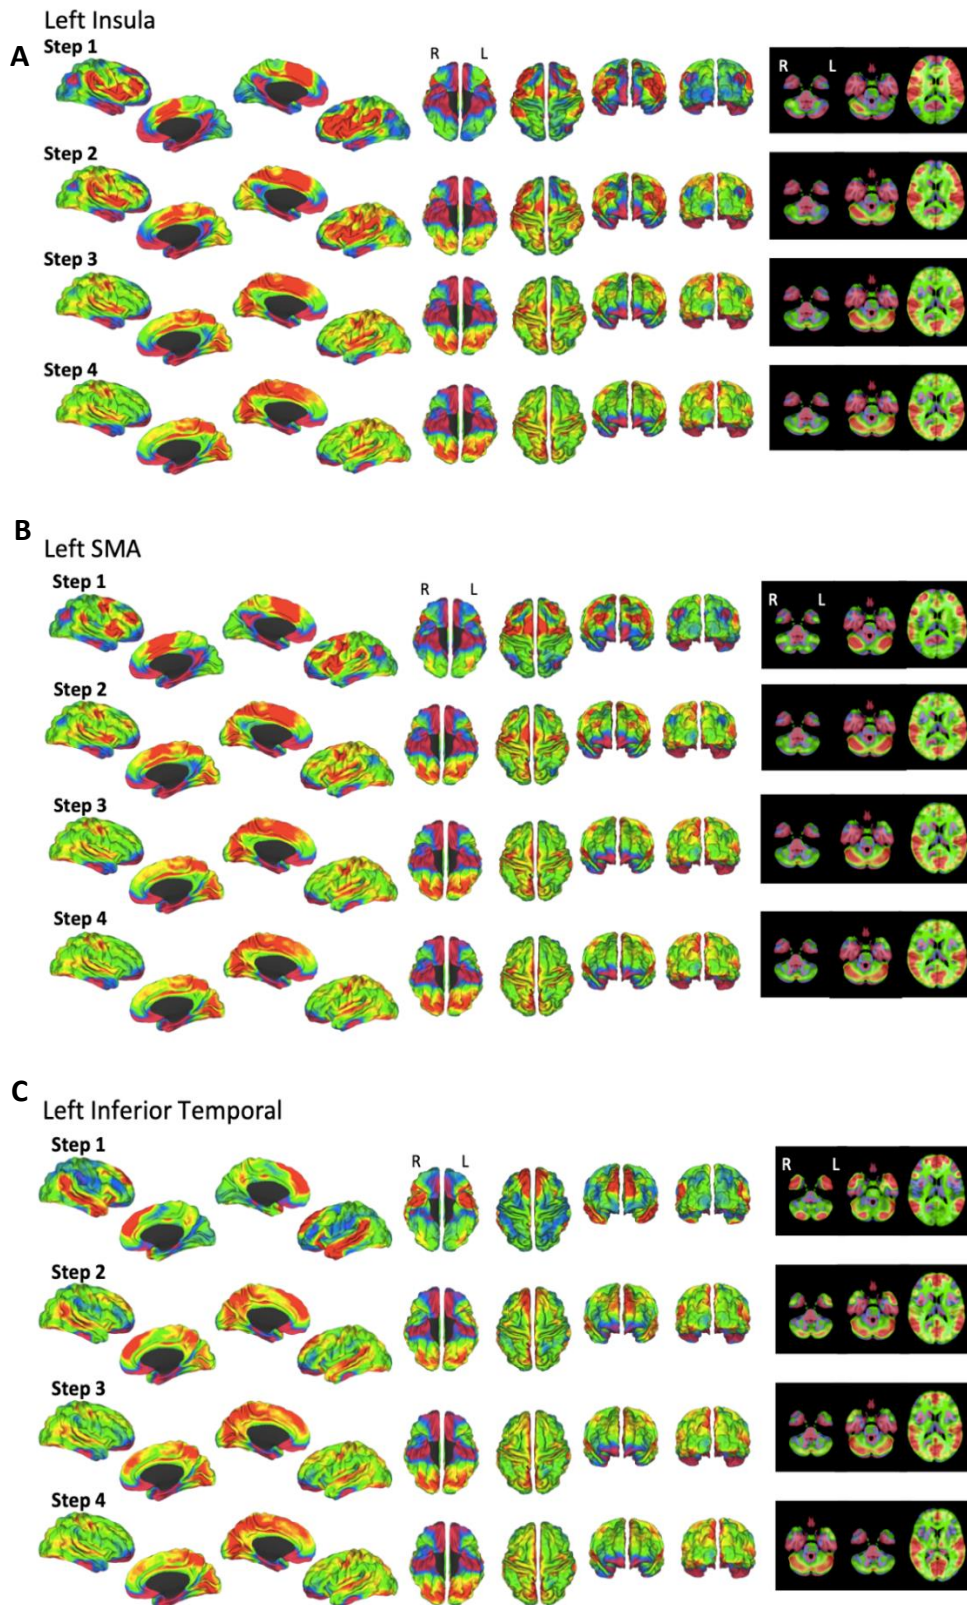 Left Insula
A
Step 1
R L
R L
Step 2
Step 3
Step 4
B
Left SMA
Step 1
R L
R L
Step 2
Step 3
Step 4
C
Left Inferior Temporal
Step 1
R L
R L
Step 2
Step 3
Step 4